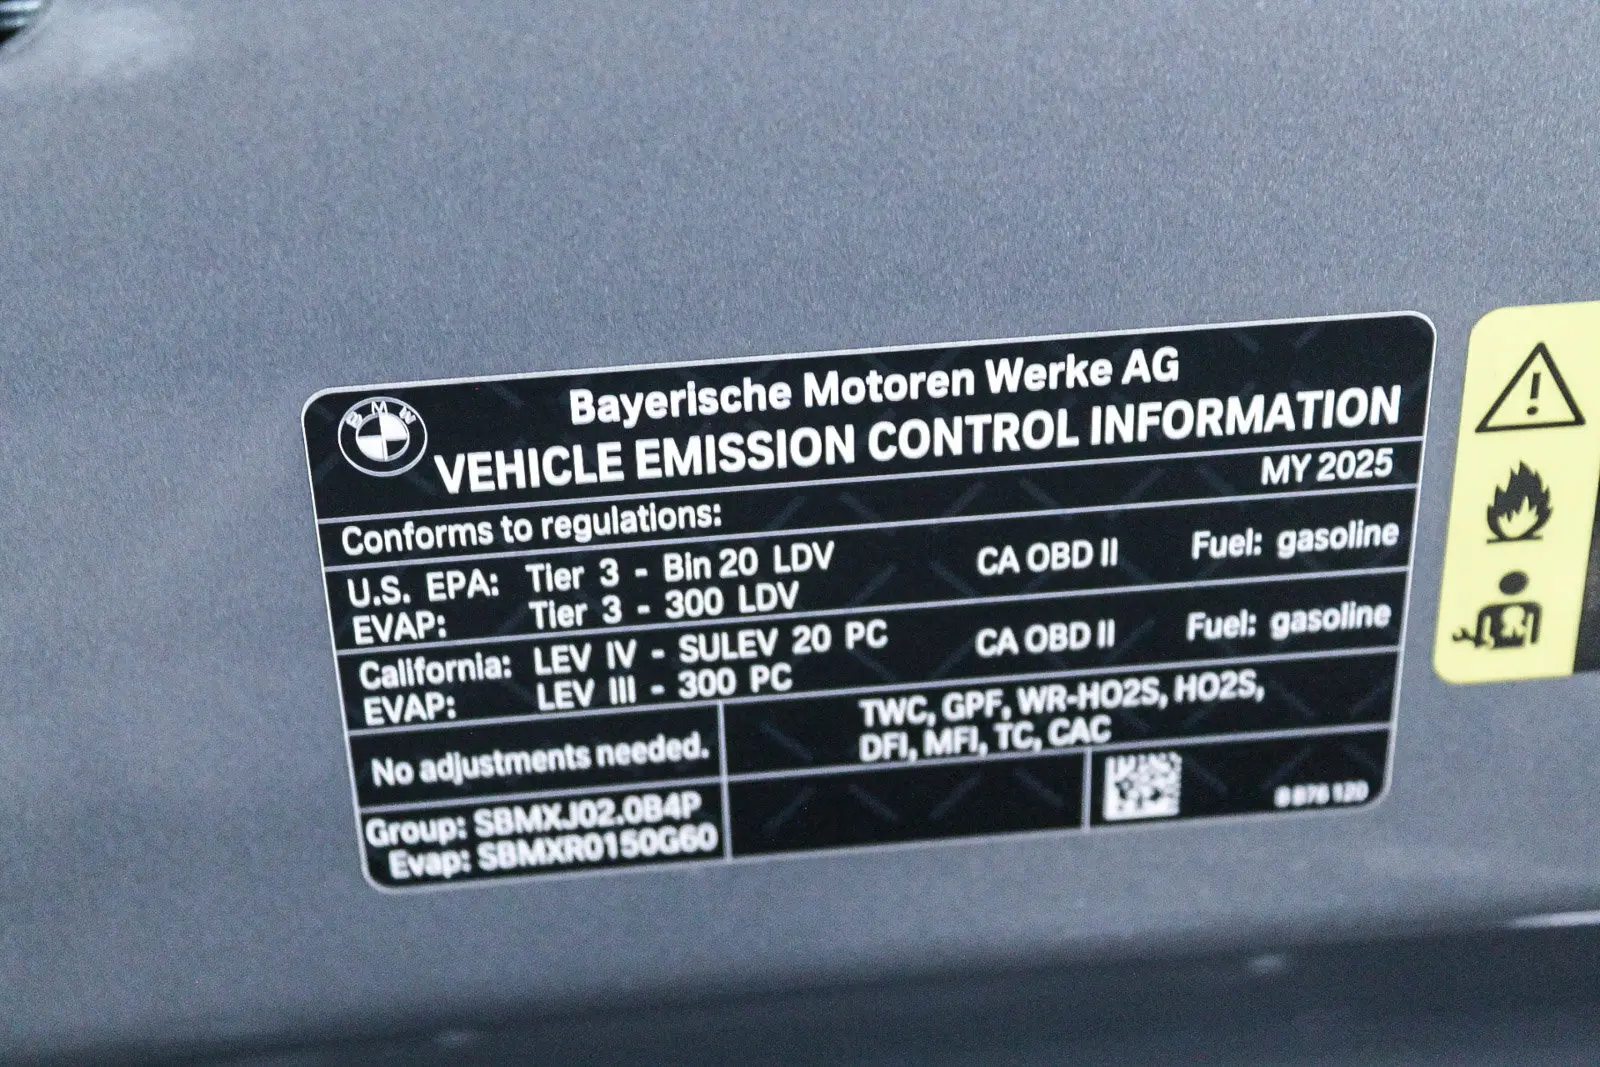 BMW
Bayerische Motoren Werke AG
VEHICLE EMISSION CONTROL INFORMATION
MY 2025
Conforms to regulations:
U.S. EPA: Tier 3 - Bin 20 LDV CA OBD II Fuel: gasoline
EVAP: Tier 3 - 300 LDV
California: LEV IV - SULEV 20 PC CA OBD II Fuel: gasoline
EVAP: LEV III - 300 PC
No adjustments needed.
TWC, GPF, WR-HO2S, HO2S,
DFI, MFI, TC, CAC
Group: SBMXJ02.0B4P
Evap: SBMXR0150G60